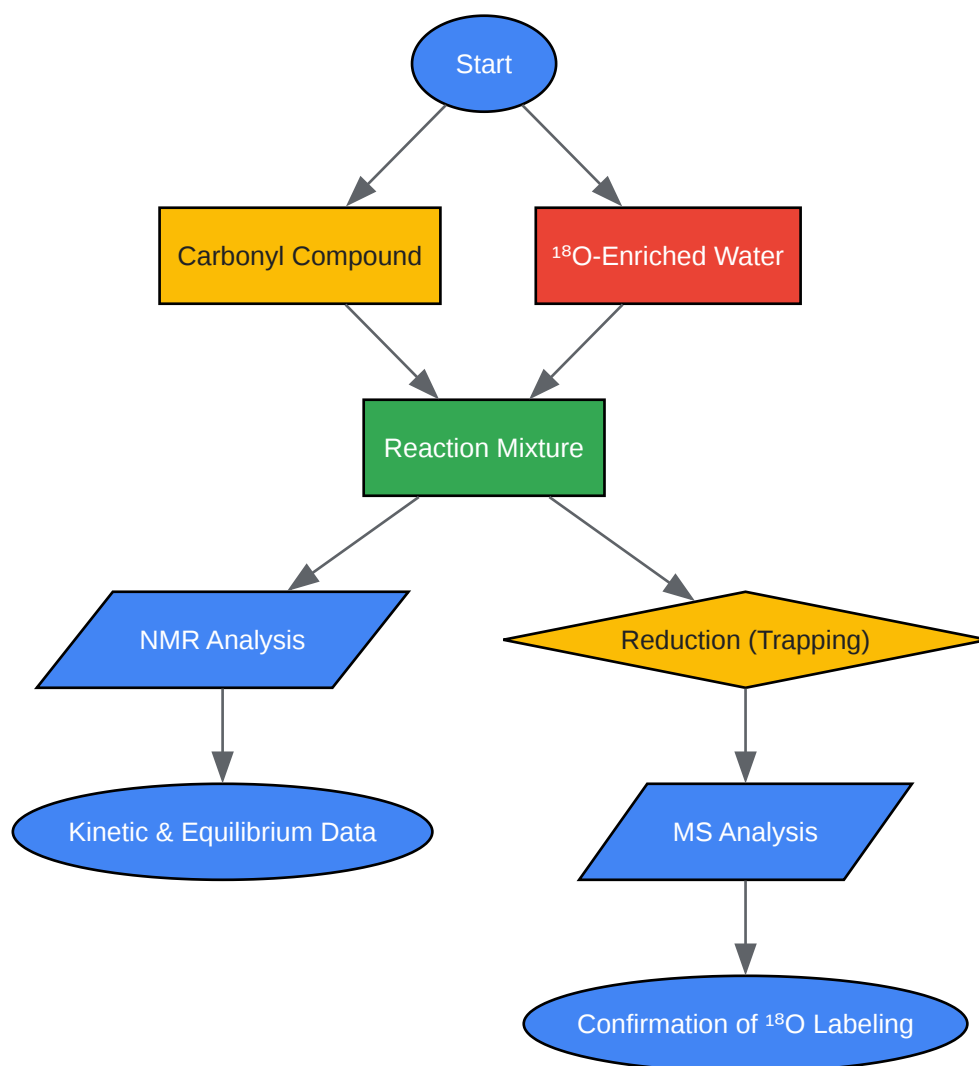 Start
Carbonyl Compound
¹⁸O-Enriched Water
Reaction Mixture
NMR Analysis
Reduction (Trapping)
Kinetic & Equilibrium Data
MS Analysis
Confirmation of ¹⁸O Labeling